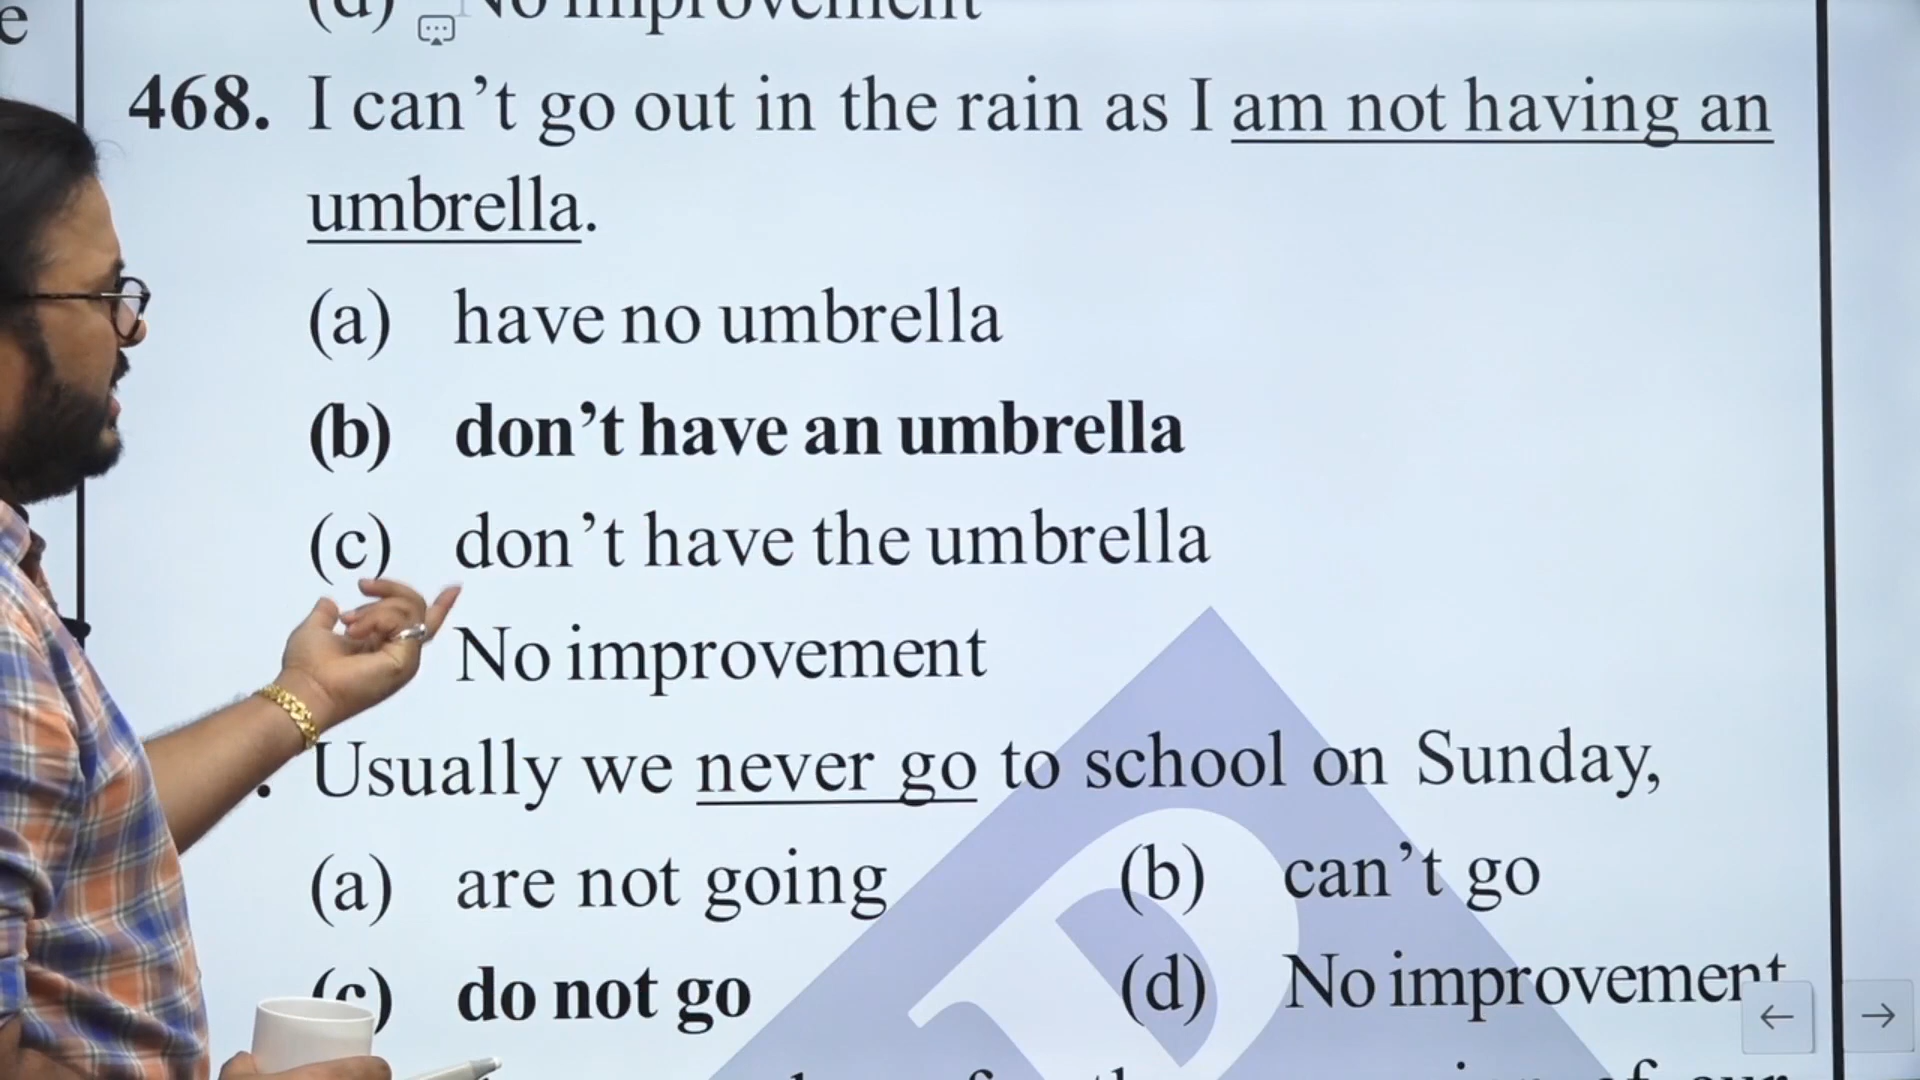 e
(d) No improvement
468. I can't go out in the rain as I am not having an
umbrella.
(a) have no umbrella
(b) don't have an umbrella
(c) don't have the umbrella
No improvement
. Usually we never go to school on Sunday,
(a) are not going (b) can't go
(c) do not go (d) No improvement